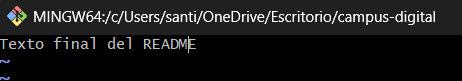 MINGW64:/c/Users/santi/OneDrive/Escritorio/campus-digital
Texto final del README
~
~